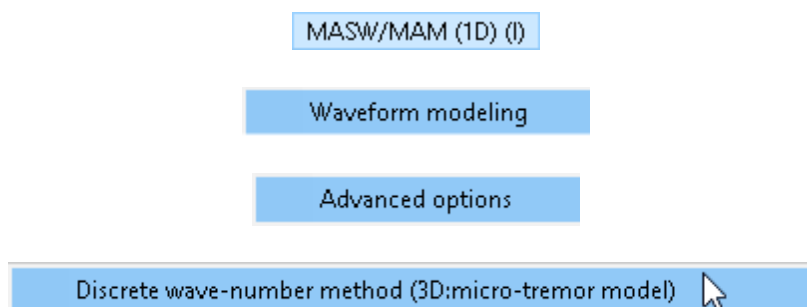 MASW/MAM (1D) (I)
Waveform modeling
Advanced options
Discrete wave-number method (3D:micro-tremor model)